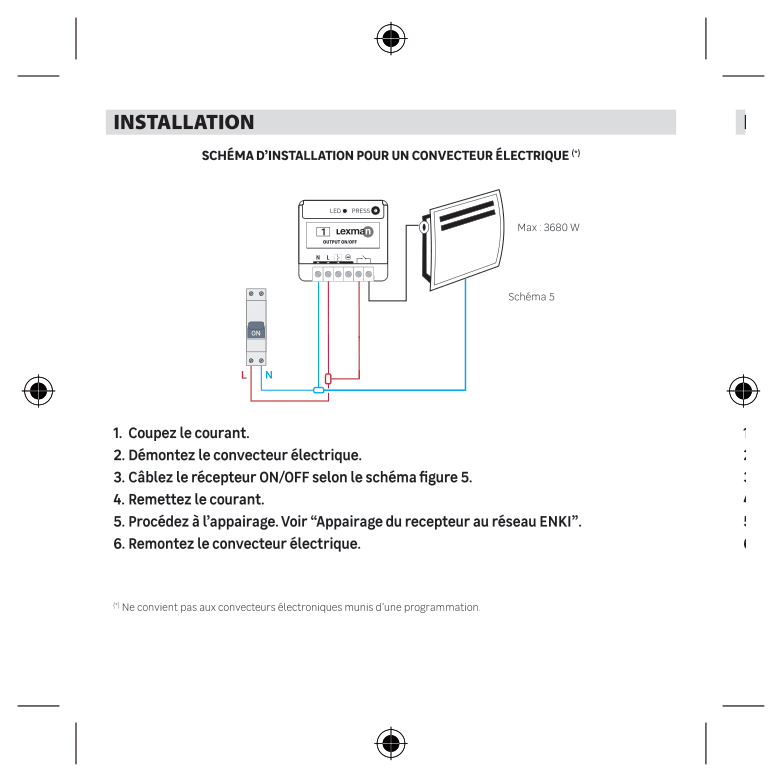 INSTALLATION
SCHÉMA D’INSTALLATION POUR UN CONVECTEUR ÉLECTRIQUE (*)
LED PRESS
1 Lexman
OUTPUT ON/OFF
N L
Max : 3680 W
Schéma 5
ON
L N
1. Coupez le courant.
2. Démontez le convecteur électrique.
3. Câblez le récepteur ON/OFF selon le schéma figure 5.
4. Remettez le courant.
5. Procédez à l’appairage. Voir “Appairage du recepteur au réseau ENKI”.
6. Remontez le convecteur électrique.
(*) Ne convient pas aux convecteurs électroniques munis d’une programmation.